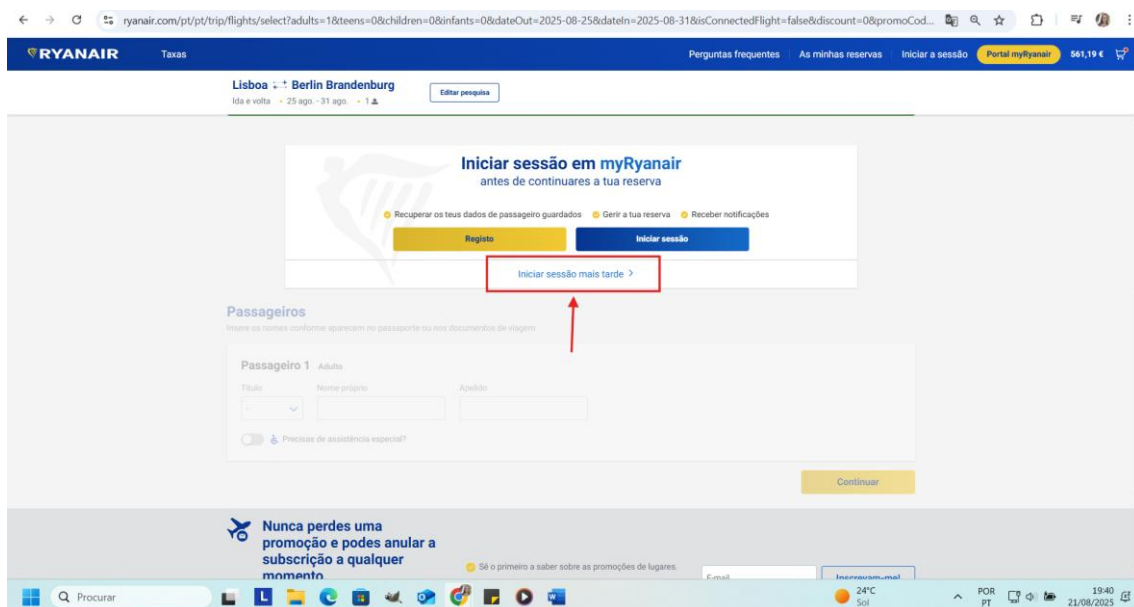 ryanair.com/pt/pt/trip/flights/select?adults=1&teens=0&children=0&infants=0&dateOut=2025-08-25&dateIn=2025-08-31&isConnectedFlight=false&discount=0&promoCod...
RYANAIR Taxas Perguntas frequentes As minhas reservas Iniciar a sessão Portal myRyanair 561,19 €
Lisboa Berlin Brandenburg
Editar pesquisa
Ida e volta • 25 ago. - 31 ago. • 1
Iniciar sessão em myRyanair
antes de continuares a tua reserva
Recuperar os teus dados de passageiro guardados Gerir a tua reserva Receber notificações
Registo Iniciar sessão
Iniciar sessão mais tarde >
Passageiros
Insere os nomes conforme aparecem no passaporte ou nos documentos de viagem
Passageiro 1 Adulto
Título Nome próprio Apelido
-
Precisas de assistência especial?
Continuar
Nunca perdes uma
promoção e podes anular a
subscrição a qualquer
momento
Sê o primeiro a saber sobre as promoções de lugares.
E-mail
Inscrevam-me!
Procurar
L
W
24°C
Sol
POR
PT
19:40
21/08/2025